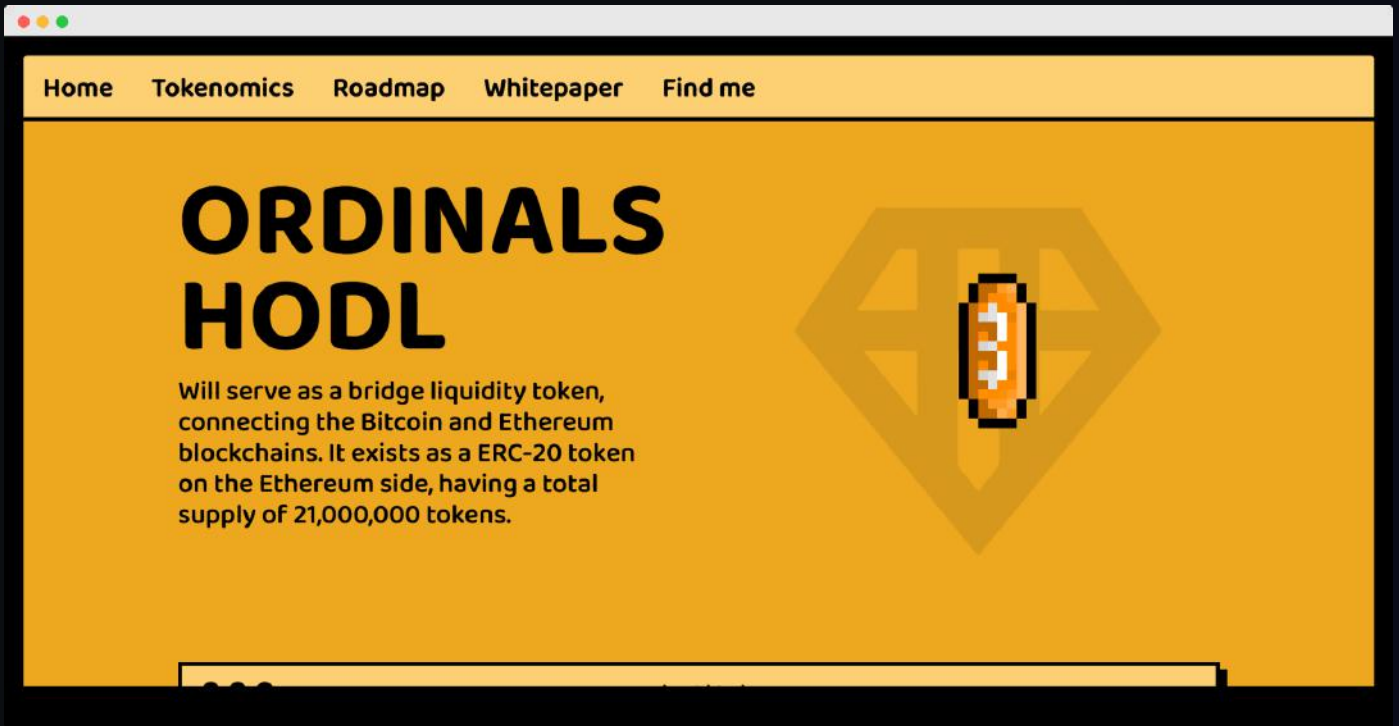 Home Tokenomics Roadmap Whitepaper Find me
ORDINALS
HODL
Will serve as a bridge liquidity token,
connecting the Bitcoin and Ethereum
blockchains. It exists as a ERC-20 token
on the Ethereum side, having a total
supply of 21,000,000 tokens.